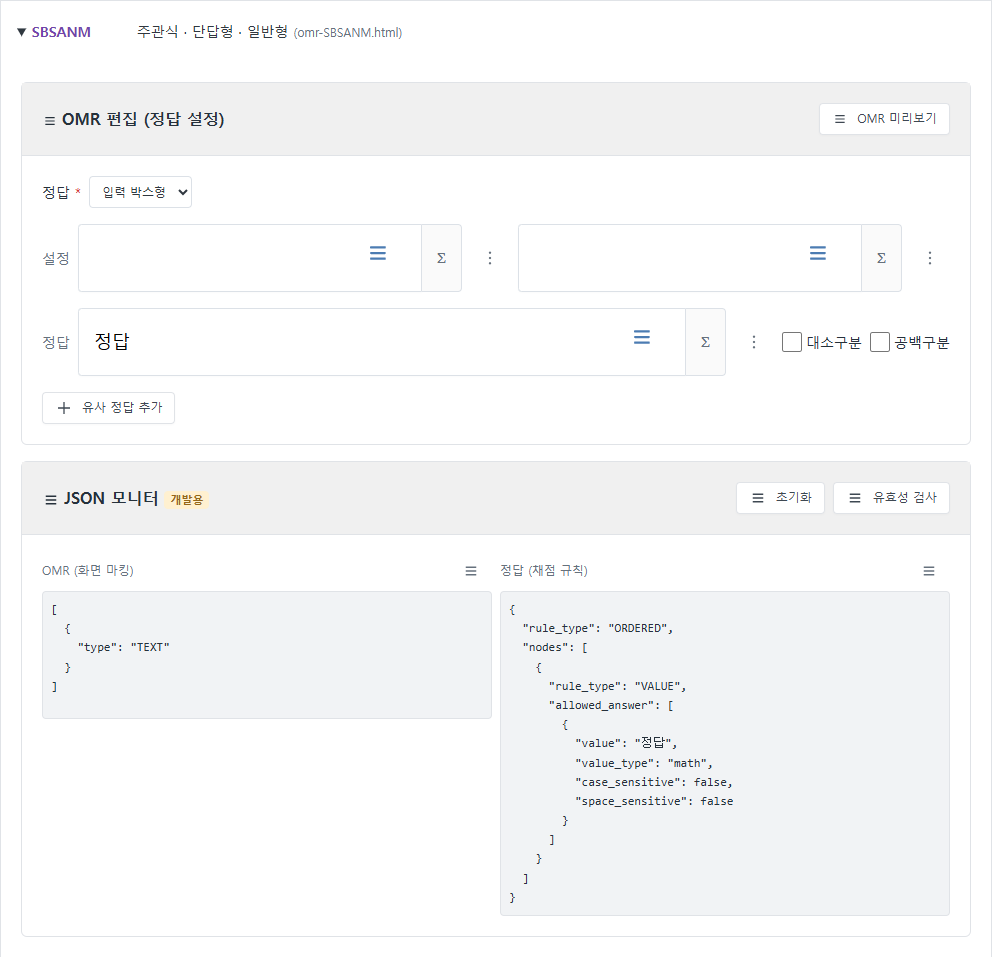 ▼ SBSANM 주관식 · 단답형 · 일반형 (omr-SBSANM.html)
OMR 편집 (정답 설정)
OMR 미리보기
정답 * 입력 박스형
설정 Σ Σ
정답 정답 Σ 대소구분 공백구분
+ 유사 정답 추가
JSON 모니터 개발용
초기화 유효성 검사
OMR (화면 마킹)
[
  {
    "type": "TEXT"
  }
]
정답 (채점 규칙)
{
  "rule_type": "ORDERED",
  "nodes": [
    {
      "rule_type": "VALUE",
      "allowed_answer": [
        {
          "value": "정답",
          "value_type": "math",
          "case_sensitive": false,
          "space_sensitive": false
        }
      ]
    }
  ]
}